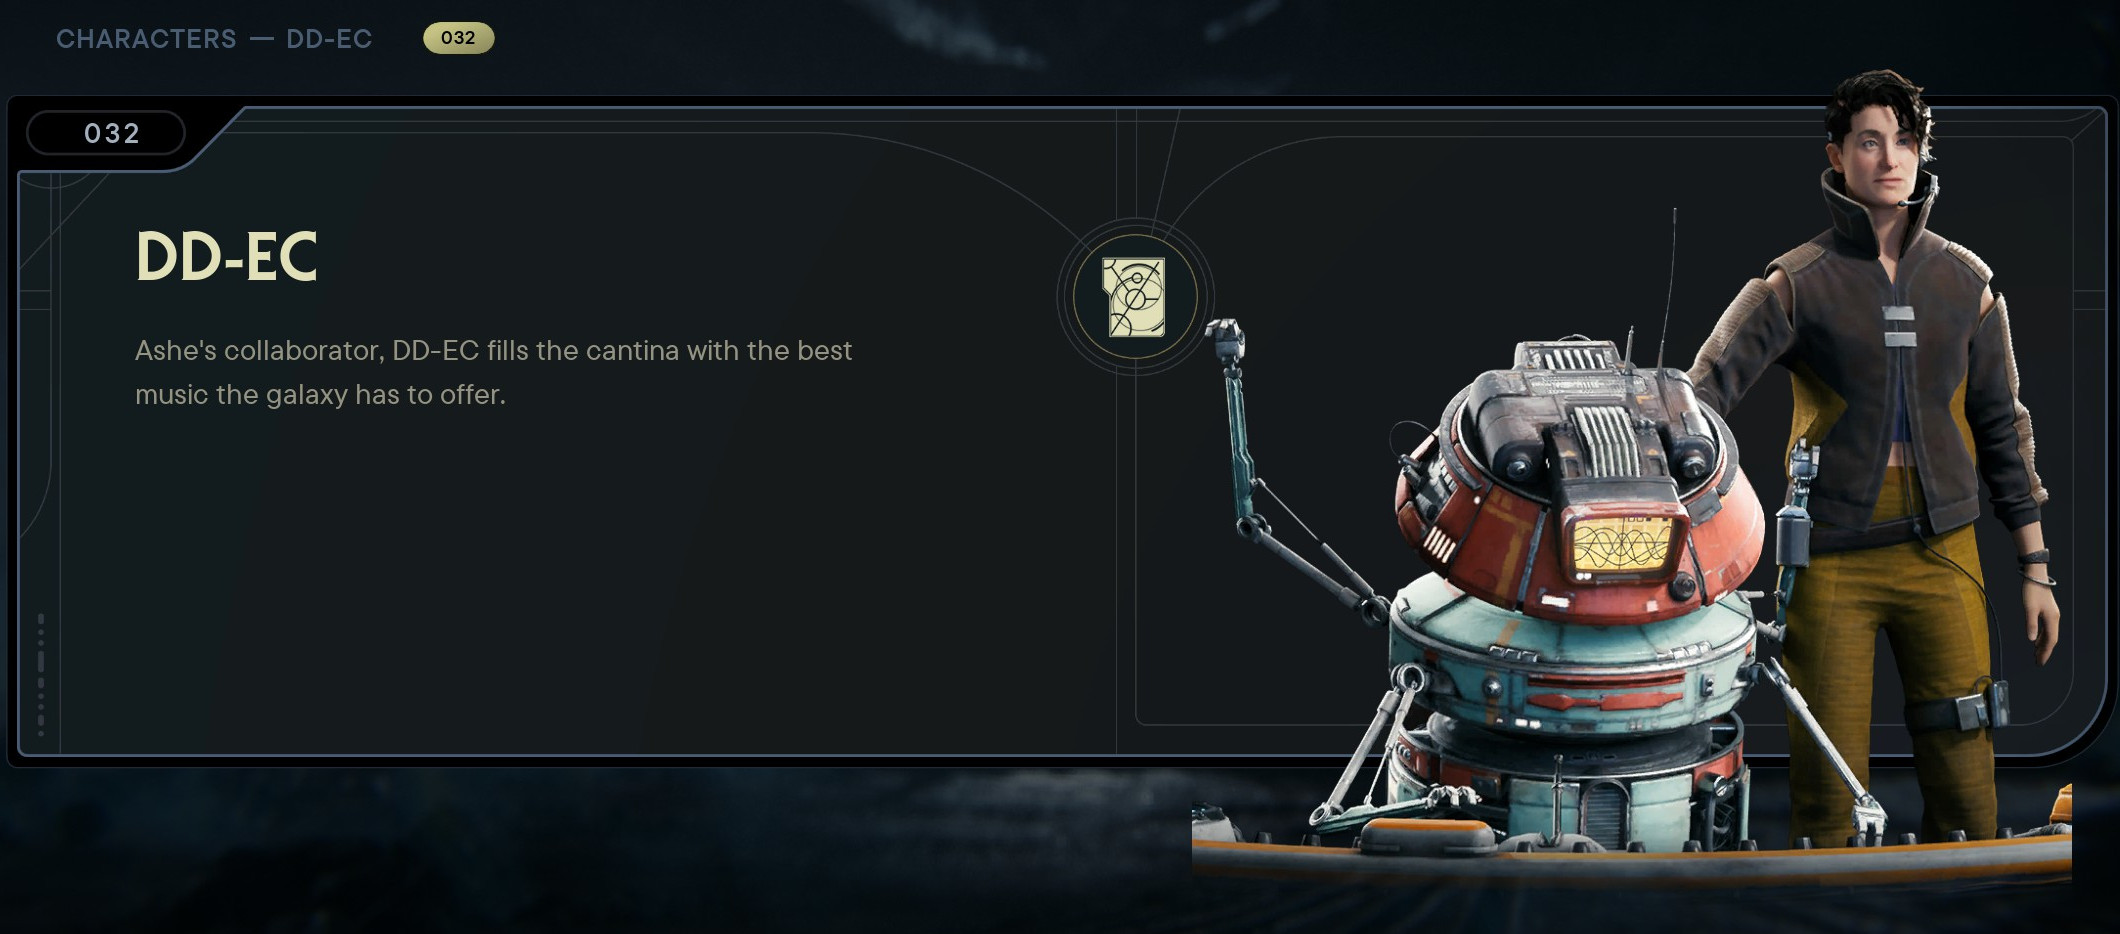 CHARACTERS — DD-EC 032
032
DD-EC
Ashe's collaborator, DD-EC fills the cantina with the best
music the galaxy has to offer.